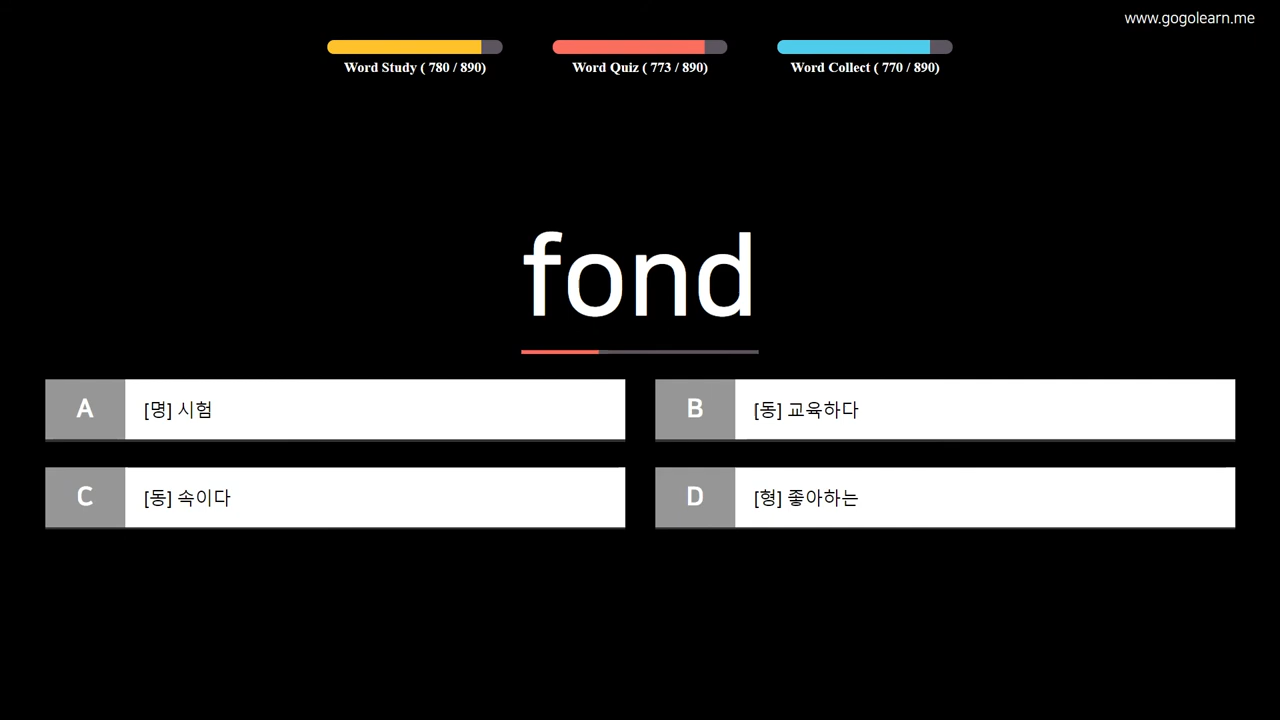 www.gogolearn.me
Word Study ( 780 / 890)
Word Quiz ( 773 / 890)
Word Collect ( 770 / 890)
fond
A [명] 시험
B [동] 교육하다
C [동] 속이다
D [형] 좋아하는